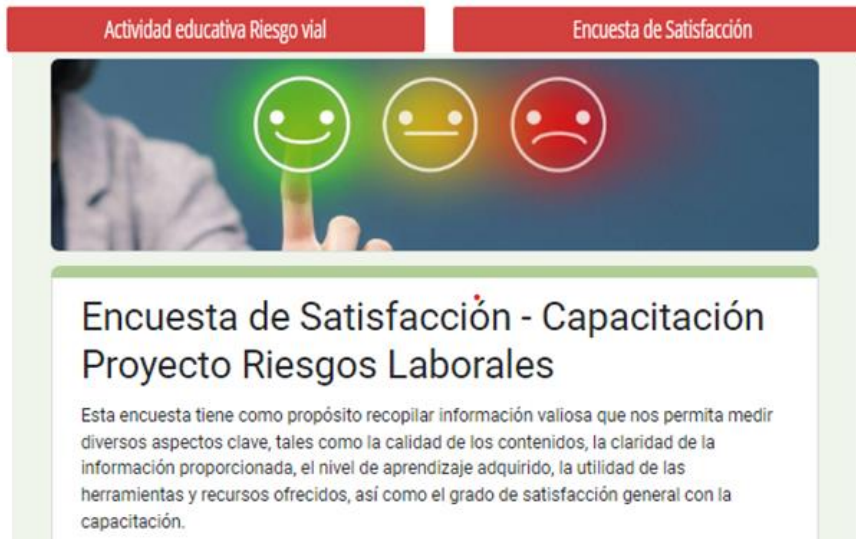 Actividad educativa Riesgo vial
Encuesta de Satisfacción
Encuesta de Satisfacción - Capacitación
Proyecto Riesgos Laborales
Esta encuesta tiene como propósito recopilar información valiosa que nos permita medir
diversos aspectos clave, tales como la calidad de los contenidos, la claridad de la
información proporcionada, el nivel de aprendizaje adquirido, la utilidad de las
herramientas y recursos ofrecidos, así como el grado de satisfacción general con la
capacitación.